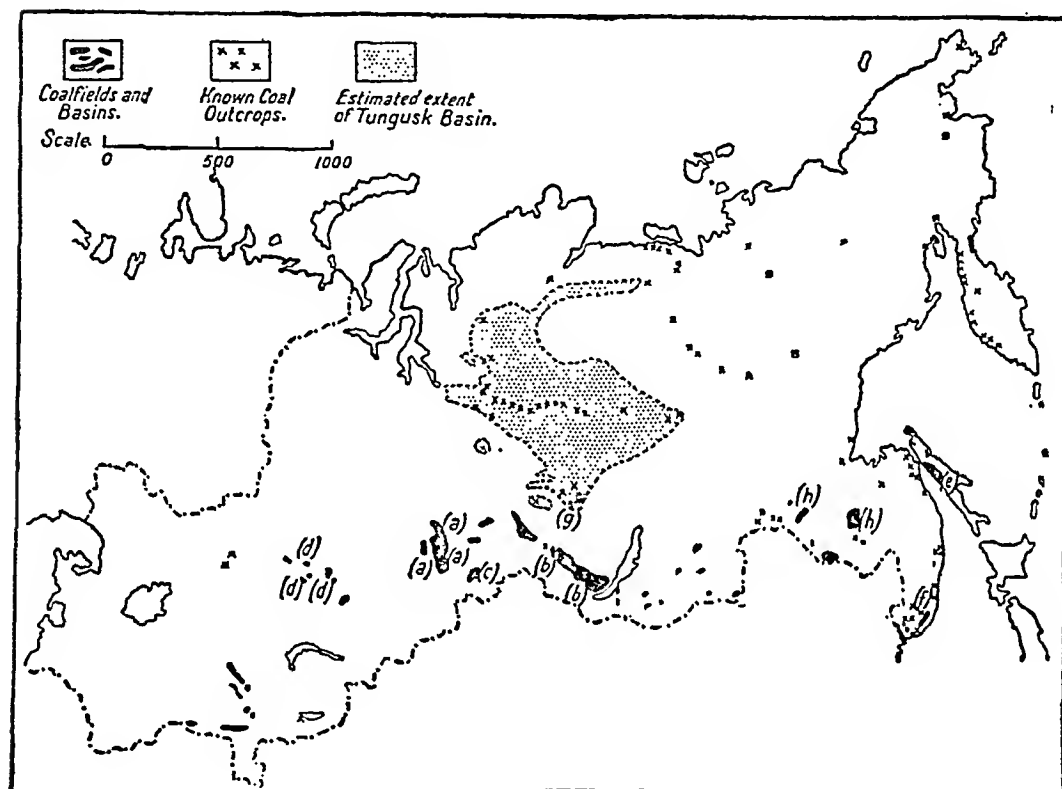 Coalfields and
Basins.
Known Coal
Outcrops.
Estimated extent
of Tungusk Basin.
Scale.
0 500 1000
(e)
(h)
(h)
(g)
(a)
(a)
(a)
(d)
(b)
(c)
(d)
(d)
(b)
(f)